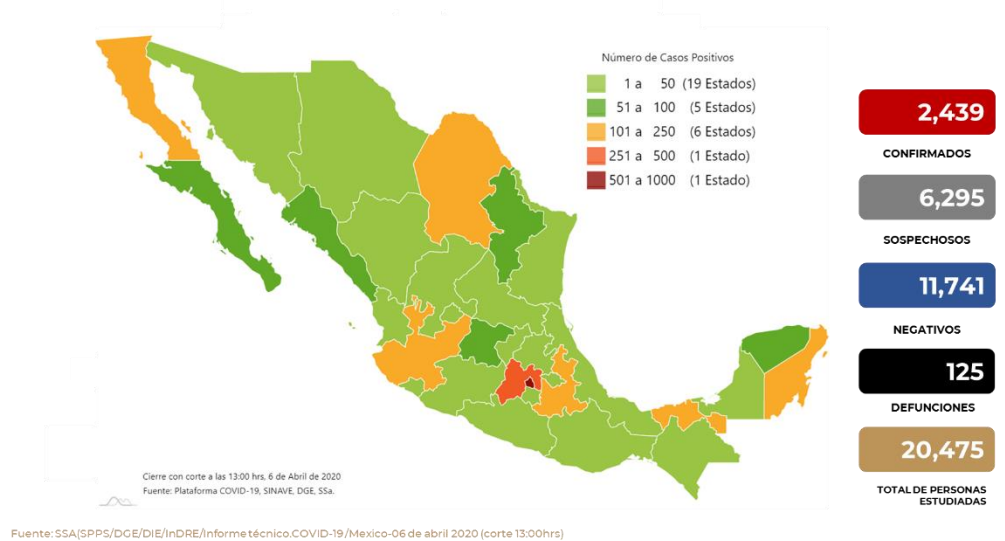 Número de Casos Positivos
1 a 50 (19 Estados)
51 a 100 (5 Estados)
101 a 250 (6 Estados)
251 a 500 (1 Estado)
501 a 1000 (1 Estado)
2,439
CONFIRMADOS
6,295
SOSPECHOSOS
11,741
NEGATIVOS
125
DEFUNCIONES
20,475
TOTAL DE PERSONAS
ESTUDIADAS
Cierre con corte a las 13:00 hrs, 6 de Abril de 2020
Fuente: Plataforma COVID-19, SINAVE, DGE, SSa.
Fuente: SSA(SPPS/DGE/DIE/InDRE/Informe técnico.COVID-19/Mexico-06 de abril 2020 (corte 13:00hrs)